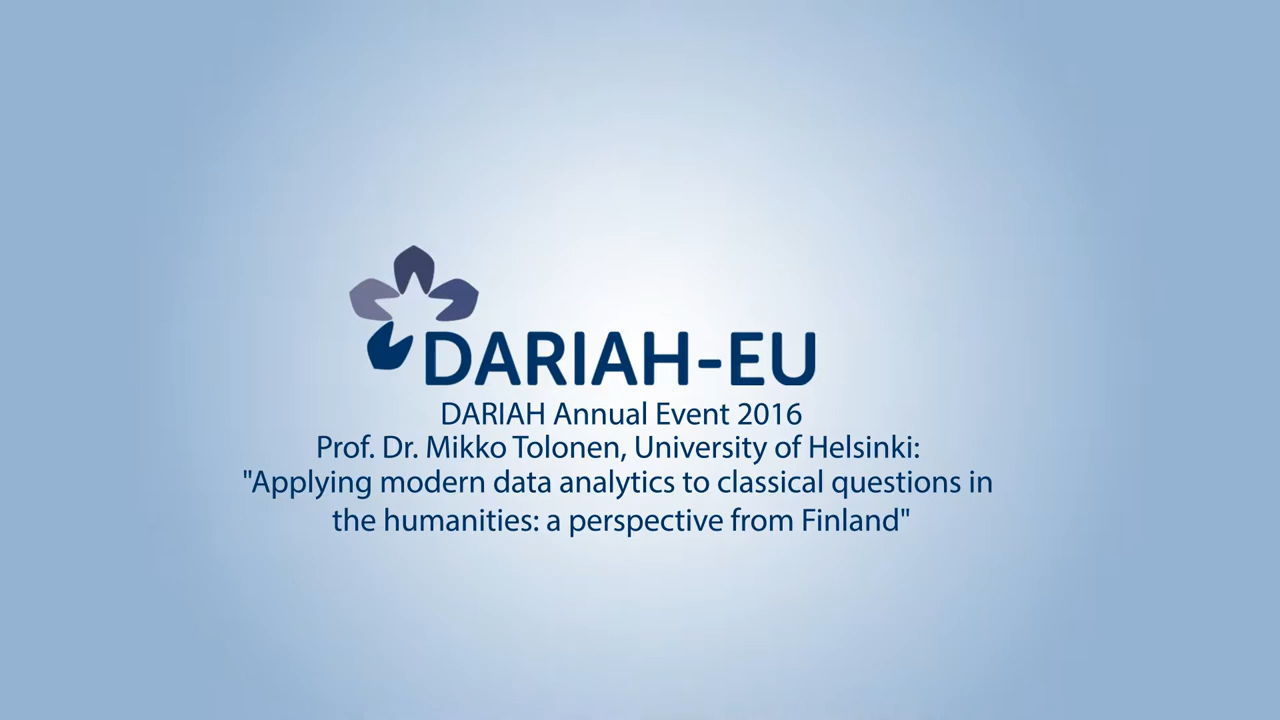 DARIAH-EU
DARIAH Annual Event 2016
Prof. Dr. Mikko Tolonen, University of Helsinki:
"Applying modern data analytics to classical questions in
the humanities: a perspective from Finland"